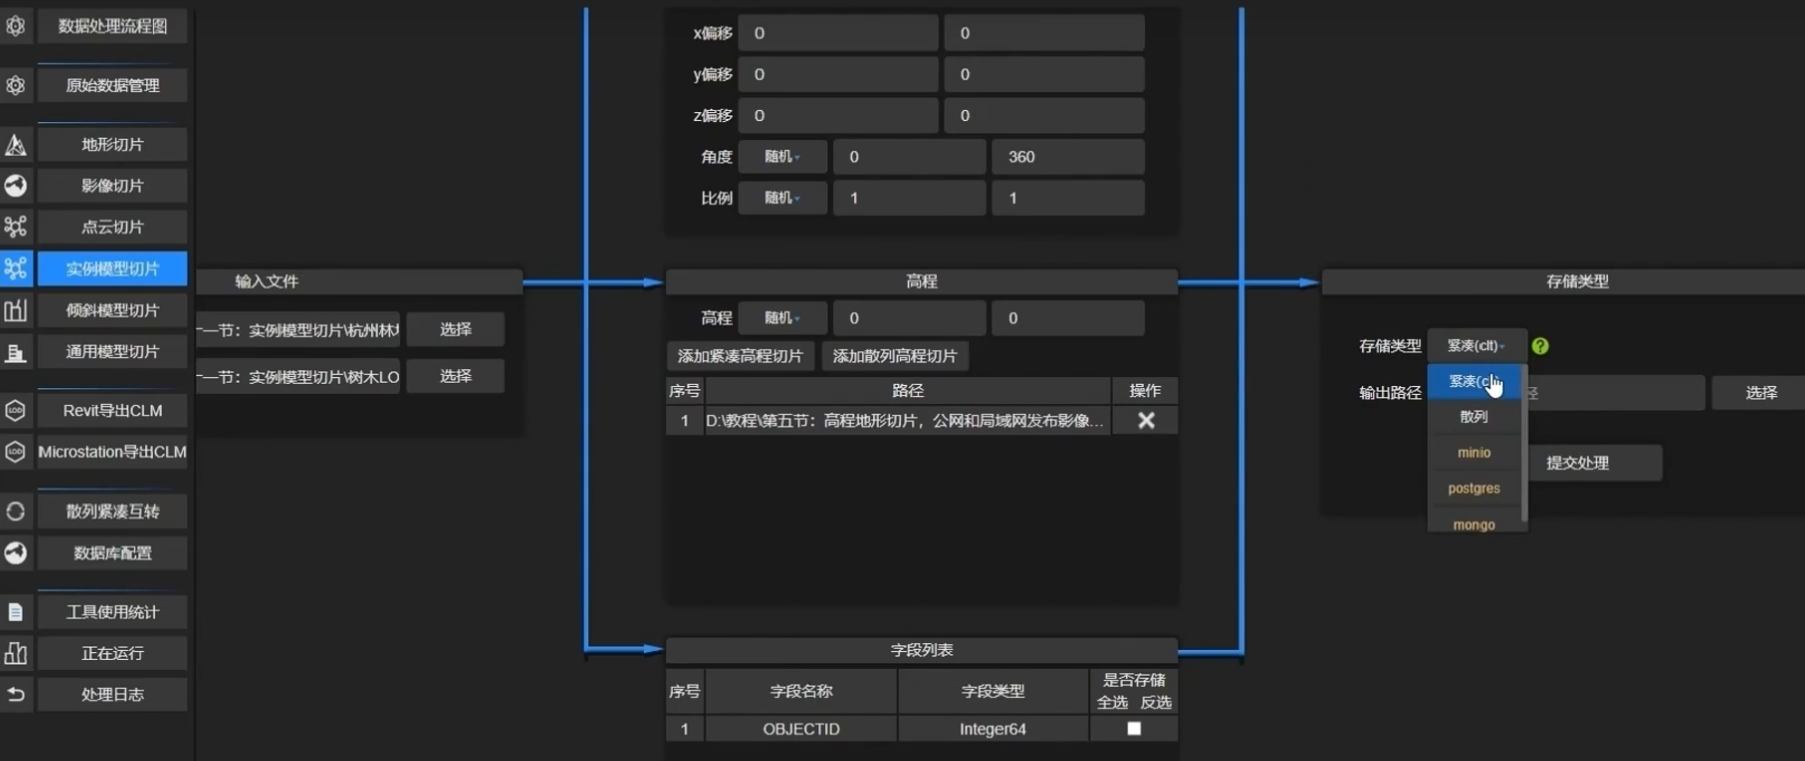 数据处理流程图
原始数据管理
地形切片
影像切片
点云切片
实例模型切片
倾斜模型切片
通用模型切片
Revit导出CLM
Microstation导出CLM
散列紧凑互转
数据库配置
工具使用统计
正在运行
处理日志
输入文件
一节：实例模型切片\杭州林
选择
一节：实例模型切片\树木LO
选择
x偏移 0 0
y偏移 0 0
z偏移 0 0
角度 随机 0 360
比例 随机 1 1
高程
高程 随机 0 0
添加紧凑高程切片 添加散列高程切片
序号 路径 操作
1 D:\教程\第五节：高程地形切片，公网和局域网发布影像...
字段列表
序号 字段名称 字段类型 是否存储
全选 反选
1 OBJECTID Integer64
存储类型
存储类型 紧凑(clt) ?
输出路径 径 选择
紧凑(c
散列
minio
postgres
mongo
提交处理